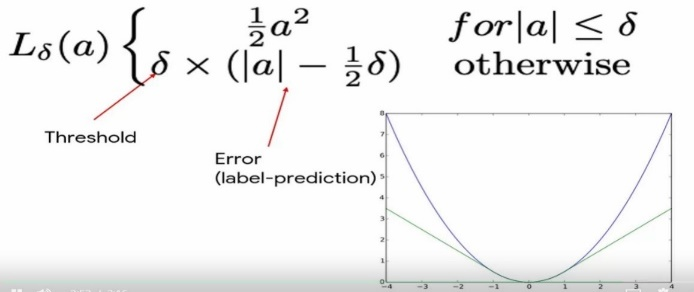 L_δ(a) { ½a² for|a| ≤ δ
δ × (|a| − ½δ) otherwise
Threshold
Error
(label-prediction)
8
7
6
5
4
3
2
1
0
−4 −3 −2 −1 0 1 2 3 4